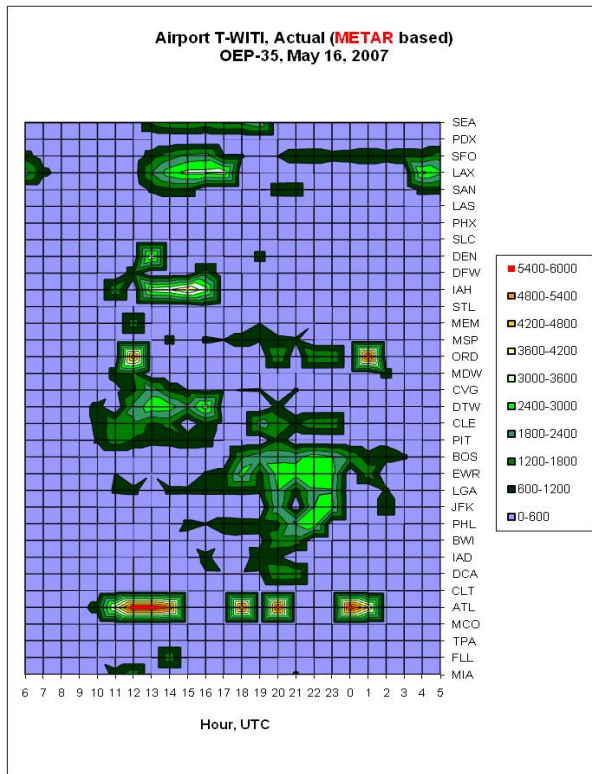 Airport T-WITI, Actual (METAR based)
OEP-35, May 16, 2007
SEA
PDX
SFO
LAX
SAN
LAS
PHX
SLC
DEN
DFW
IAH
STL
MEM
MSP
ORD
MDW
CVG
DTW
CLE
PIT
BOS
EWR
LGA
JFK
PHL
BWI
IAD
DCA
CLT
ATL
MCO
TPA
FLL
MIA
5400-6000
4800-5400
4200-4800
3600-4200
3000-3600
2400-3000
1800-2400
1200-1800
600-1200
0-600
6 7 8 9 10 11 12 13 14 15 16 17 18 19 20 21 22 23 0 1 2 3 4 5
Hour, UTC